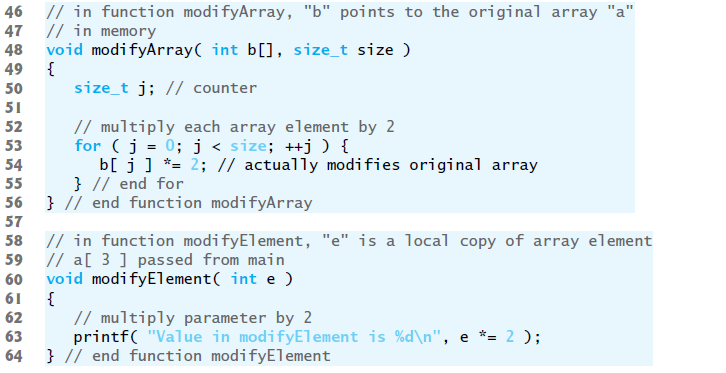 46 // in function modifyArray, "b" points to the original array "a"
47 // in memory
48 void modifyArray( int b[], size_t size )
49 {
50 size_t j; // counter
51
52 // multiply each array element by 2
53 for ( j = 0; j < size; ++j ) {
54 b[ j ] *= 2; // actually modifies original array
55 } // end for
56 } // end function modifyArray
57
58 // in function modifyElement, "e" is a local copy of array element
59 // a[ 3 ] passed from main
60 void modifyElement( int e )
61 {
62 // multiply parameter by 2
63 printf( "Value in modifyElement is %d\n", e *= 2 );
64 } // end function modifyElement